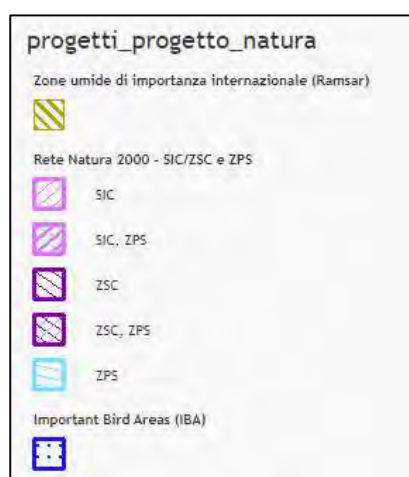 progetti_progetto_natura
Zone umide di importanza internazionale (Ramsar)
Rete Natura 2000 - SIC/ZSC e ZPS
SIC
SIC, ZPS
ZSC
ZSC, ZPS
ZPS
Important Bird Areas (IBA)